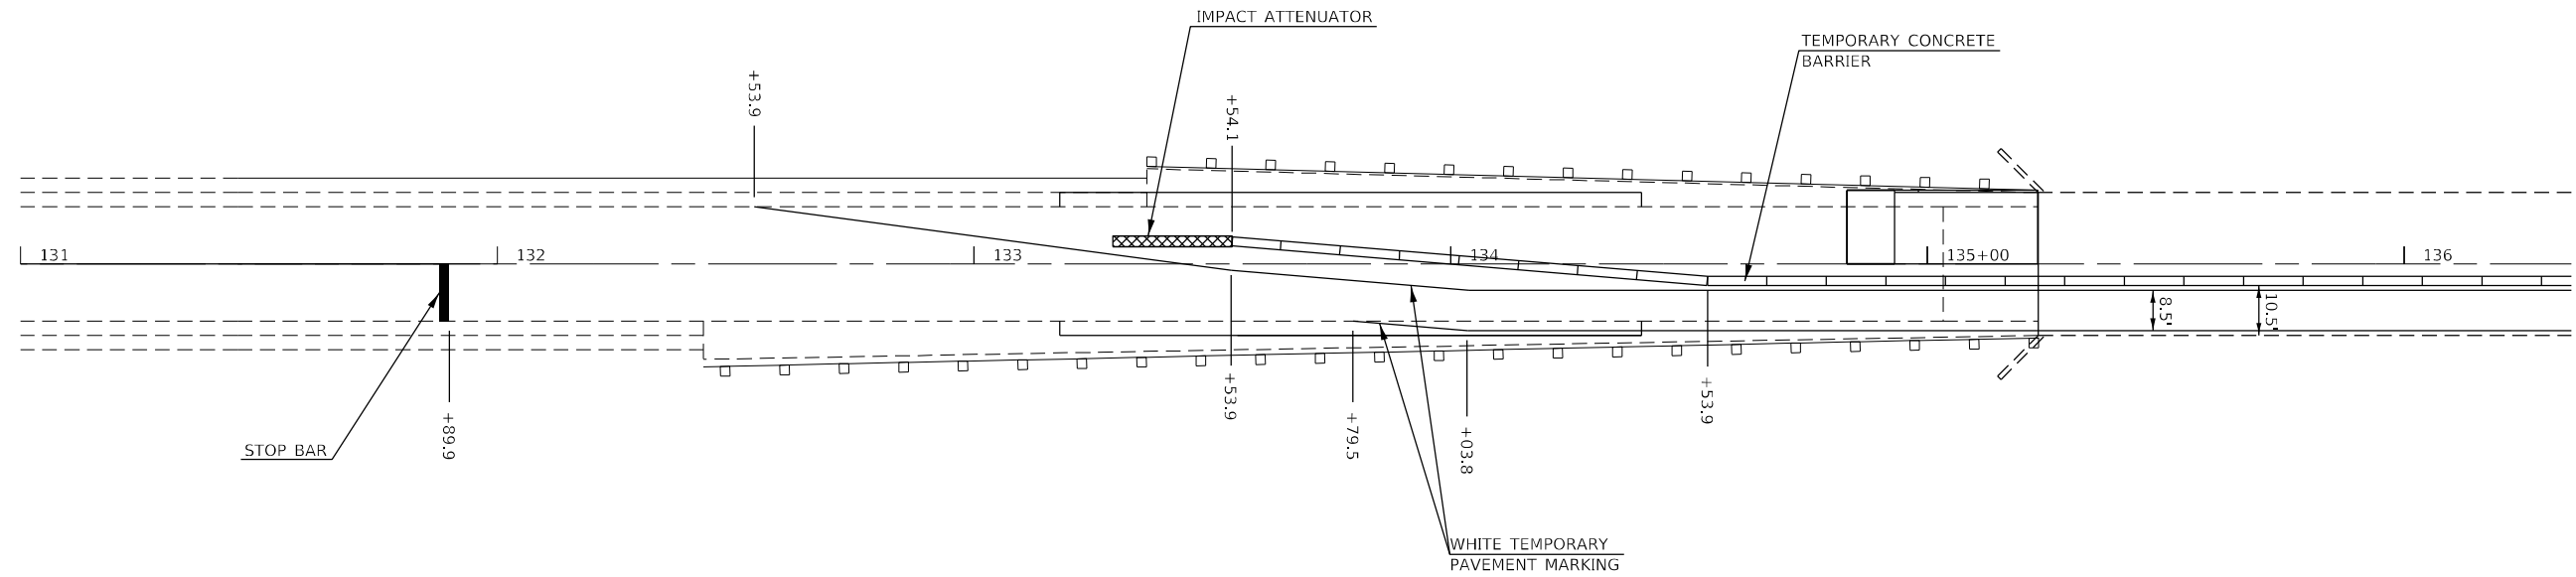 IMPACT ATTENUATOR
TEMPORARY CONCRETE
BARRIER
+53.9
+54.1
131
132
133
134
135+00
136
8.5'
10.5'
STOP BAR
+89.9
+53.9
+79.5
+03.8
+53.9
WHITE TEMPORARY
PAVEMENT MARKING